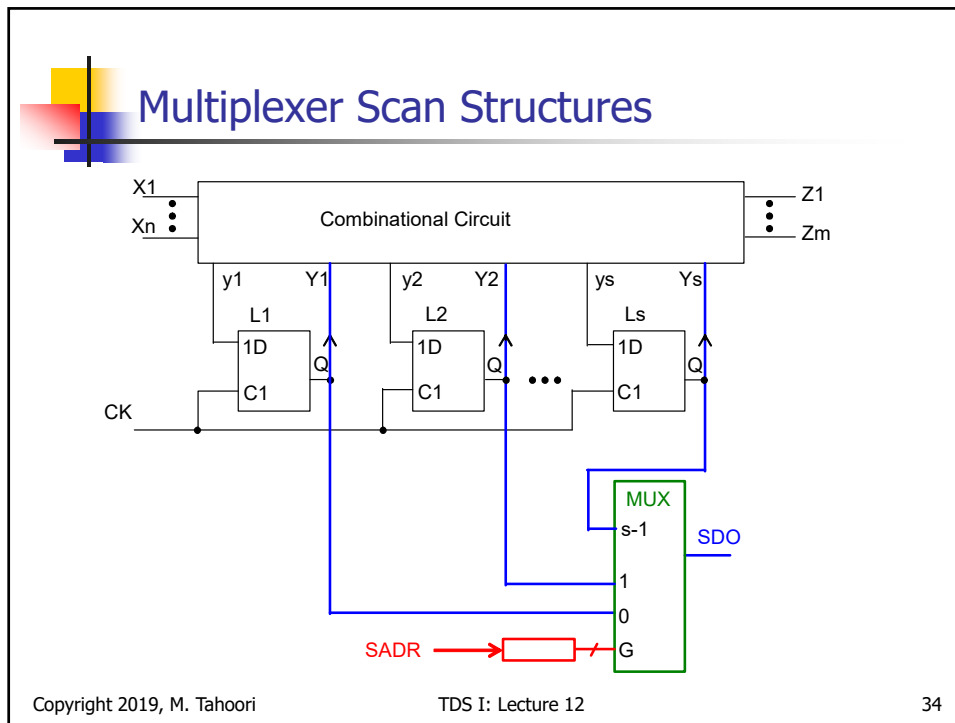 Multiplexer Scan Structures
X1
Xn
Combinational Circuit
Z1
Zm
y1 Y1 y2 Y2 ys Ys
L1 L2 Ls
1D Q 1D Q 1D Q
C1 C1 C1
CK
MUX
s-1
SDO
1
0
SADR G
Copyright 2019, M. Tahoori TDS I: Lecture 12 34